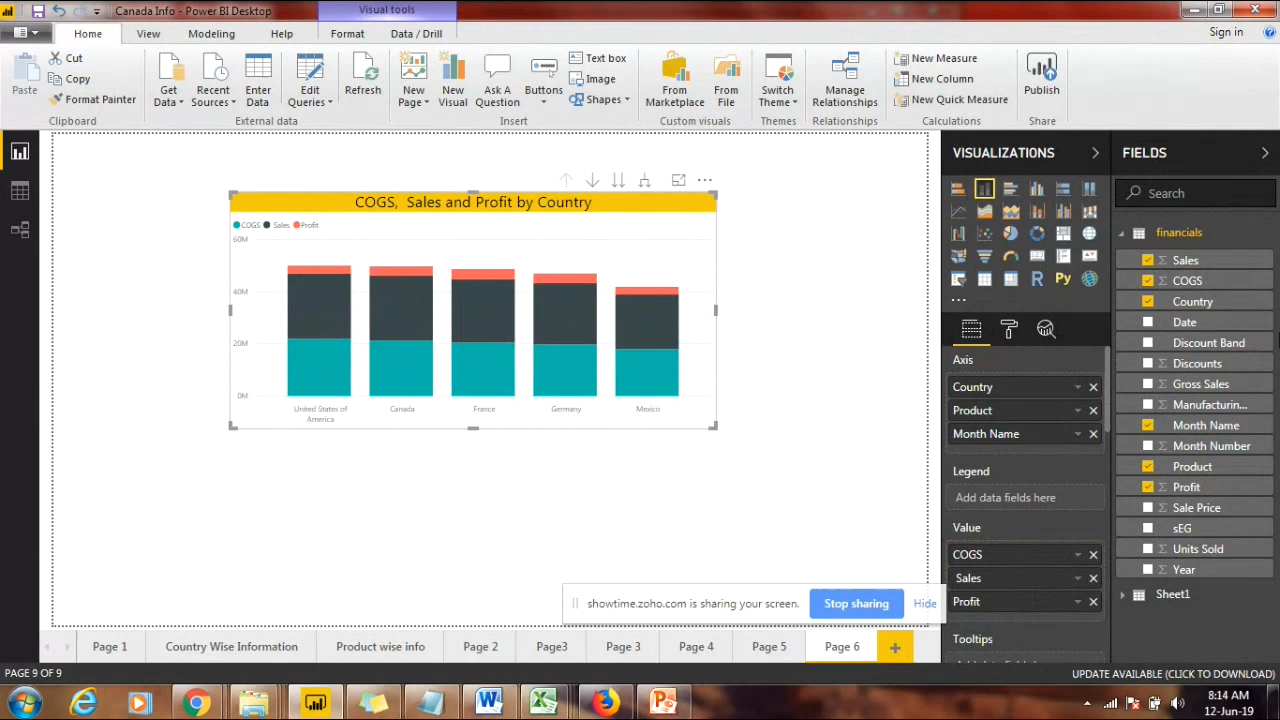 Canada Info - Power BI Desktop
Visual tools
Home
View
Modeling
Help
Format
Data / Drill
Sign in
Paste
Cut
Copy
Format Painter
Clipboard
Get
Data
Recent
Sources
Enter
Data
Edit
Queries
Refresh
External data
New
Page
New
Visual
Ask A
Question
Buttons
Text box
Image
Shapes
Insert
From
Marketplace
From
File
Custom visuals
Switch
Theme
Themes
Manage
Relationships
Relationships
New Measure
New Column
New Quick Measure
Calculations
Publish
Share
COGS, Sales and Profit by Country
COGS Sales Profit
60M
40M
20M
0M
United States of
America
Canada
France
Germany
Mexico
VISUALIZATIONS
R
Py
Axis
Country
Product
Month Name
Legend
Add data fields here
Value
COGS
Sales
Profit
Tooltips
FIELDS
Search
financials
Sales
COGS
Country
Date
Discount Band
Discounts
Gross Sales
Manufacturin...
Month Name
Month Number
Product
Profit
Sale Price
sEG
Units Sold
Year
Sheet1
showtime.zoho.com is sharing your screen.
Stop sharing
Hide
Page 1
Country Wise Information
Product wise info
Page 2
Page3
Page 3
Page 4
Page 5
Page 6
PAGE 9 OF 9
UPDATE AVAILABLE (CLICK TO DOWNLOAD)
8:14 AM
12-Jun-19